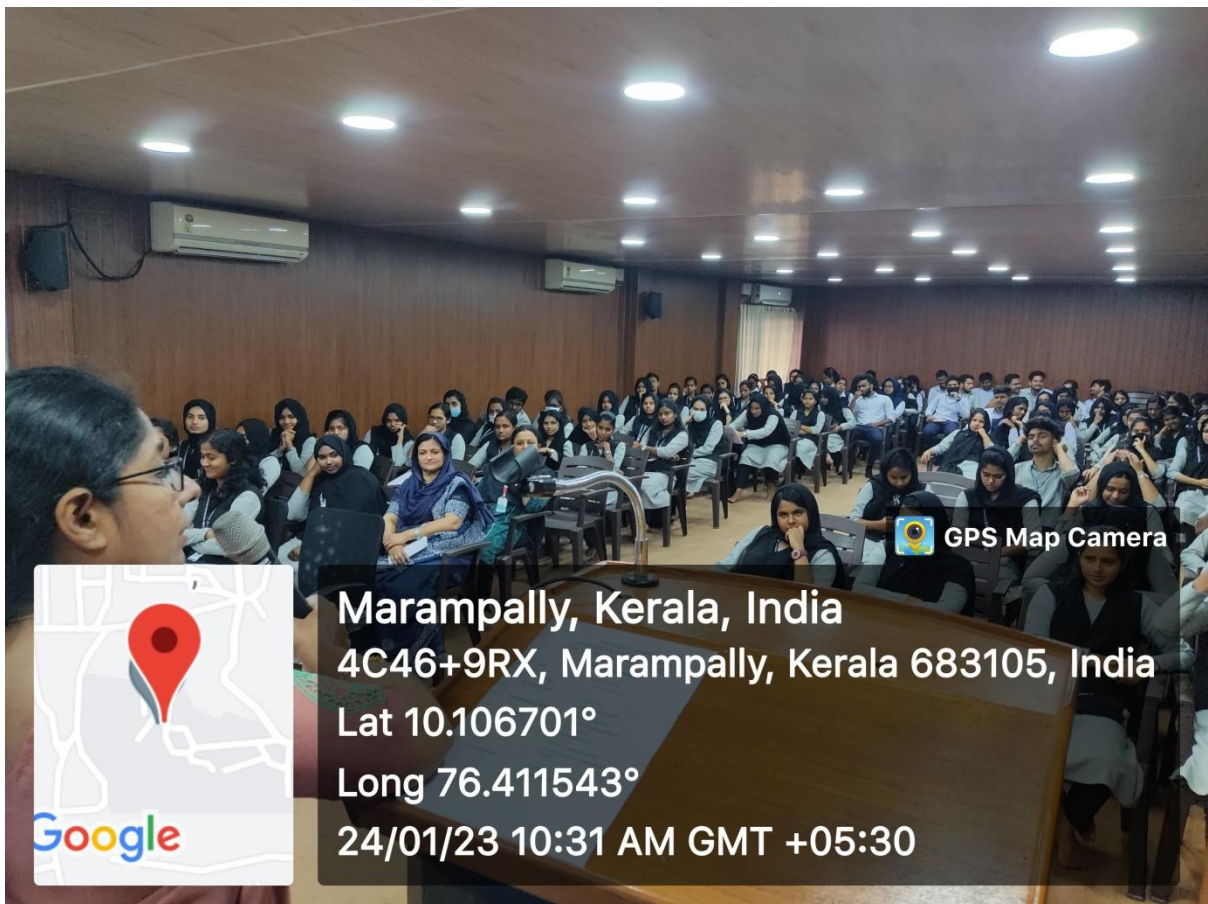 GPS Map Camera
Marampally, Kerala, India
4C46+9RX, Marampally, Kerala 683105, India
Lat 10.106701°
Long 76.411543°
24/01/23 10:31 AM GMT +05:30
Google